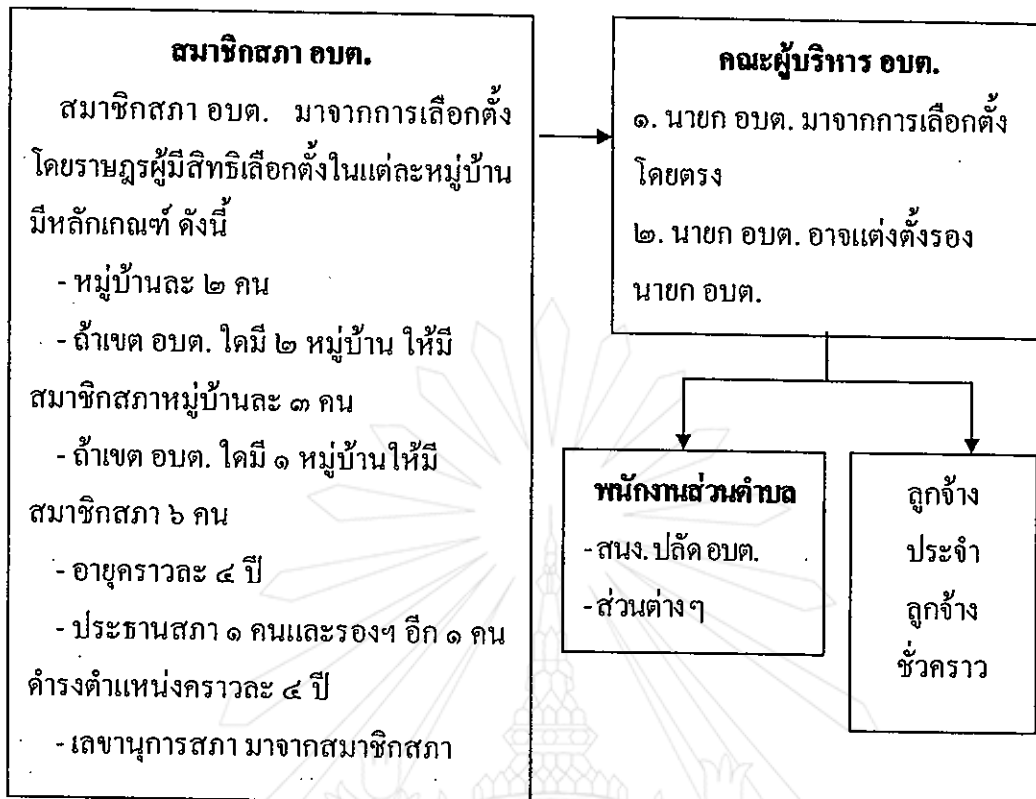 สมาชิกสภา อบต.
สมาชิกสภา อบต. มาจากการเลือกตั้ง
โดยราษฎรผู้มีสิทธิเลือกตั้งในแต่ละหมู่บ้าน
มีหลักเกณฑ์ ดังนี้
- หมู่บ้านละ ๒ คน
- ถ้าเขต อบต. ใดมี ๒ หมู่บ้าน ให้มี
สมาชิกสภาหมู่บ้านละ ๓ คน
- ถ้าเขต อบต. ใดมี ๑ หมู่บ้านให้มี
สมาชิกสภา ๖ คน
- อายุคราวละ ๔ ปี
- ประธานสภา ๑ คนและรองฯ อีก ๑ คน
ดำรงตำแหน่งคราวละ ๔ ปี
- เลขานุการสภา มาจากสมาชิกสภา
คณะผู้บริหาร อบต.
๑. นายก อบต. มาจากการเลือกตั้ง
โดยตรง
๒. นายก อบต. อาจแต่งตั้งรอง
นายก อบต.
พนักงานส่วนตำบล
- สนง. ปลัด อบต.
- ส่วนต่าง ๆ
ลูกจ้าง
ประจำ
ลูกจ้าง
ชั่วคราว